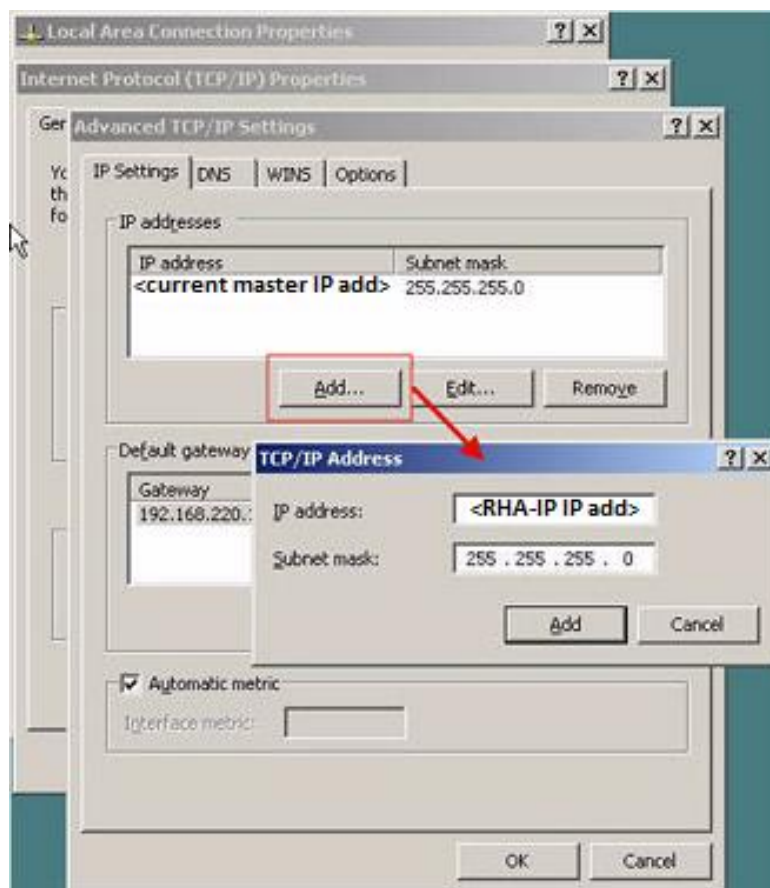 Local Area Connection Properties
Internet Protocol (TCP/IP) Properties
Advanced TCP/IP Settings
IP Settings DNS WINS Options
IP addresses
IP address Subnet mask
<current master IP add> 255.255.255.0
Add... Edit... Remove
Default gateway
Gateway
192.168.220.
TCP/IP Address
IP address: <RHA-IP IP add>
Subnet mask: 255 . 255 . 255 . 0
Add Cancel
Automatic metric
Interface metric:
OK Cancel